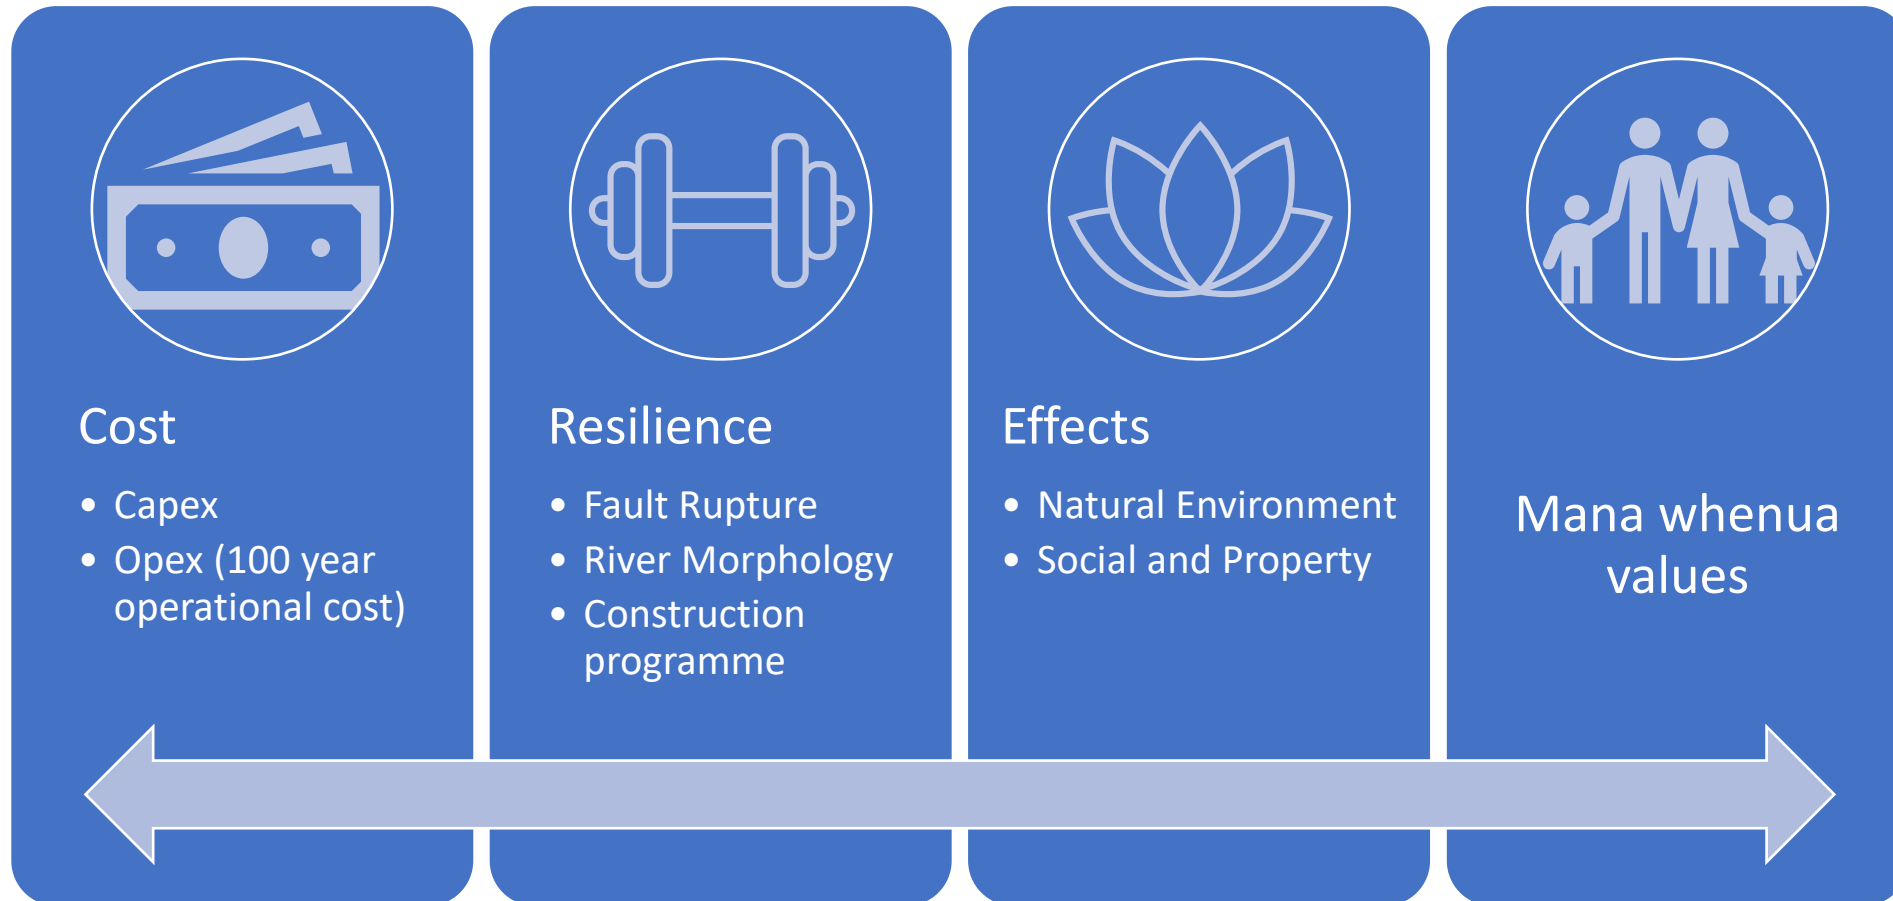 Cost
• Capex
• Opex (100 year
operational cost)
Resilience
• Fault Rupture
• River Morphology
• Construction
programme
Effects
• Natural Environment
• Social and Property
Mana whenua
values